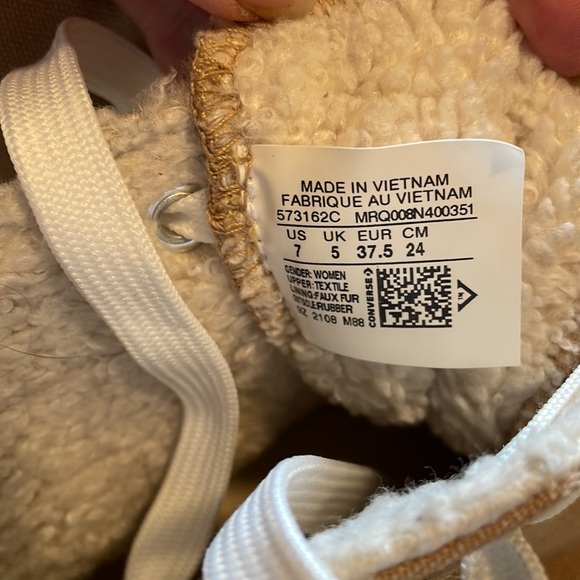 MADE IN VIETNAM
FABRIQUE AU VIETNAM
573162C MRQ008N400351
US UK EUR CM
7 5 37.5 24
GENDER: WOMEN
UPPER: TEXTILE
LINING: FAUX FUR
OUTSOLE:RUBBER
2108 M88
CONVERSE